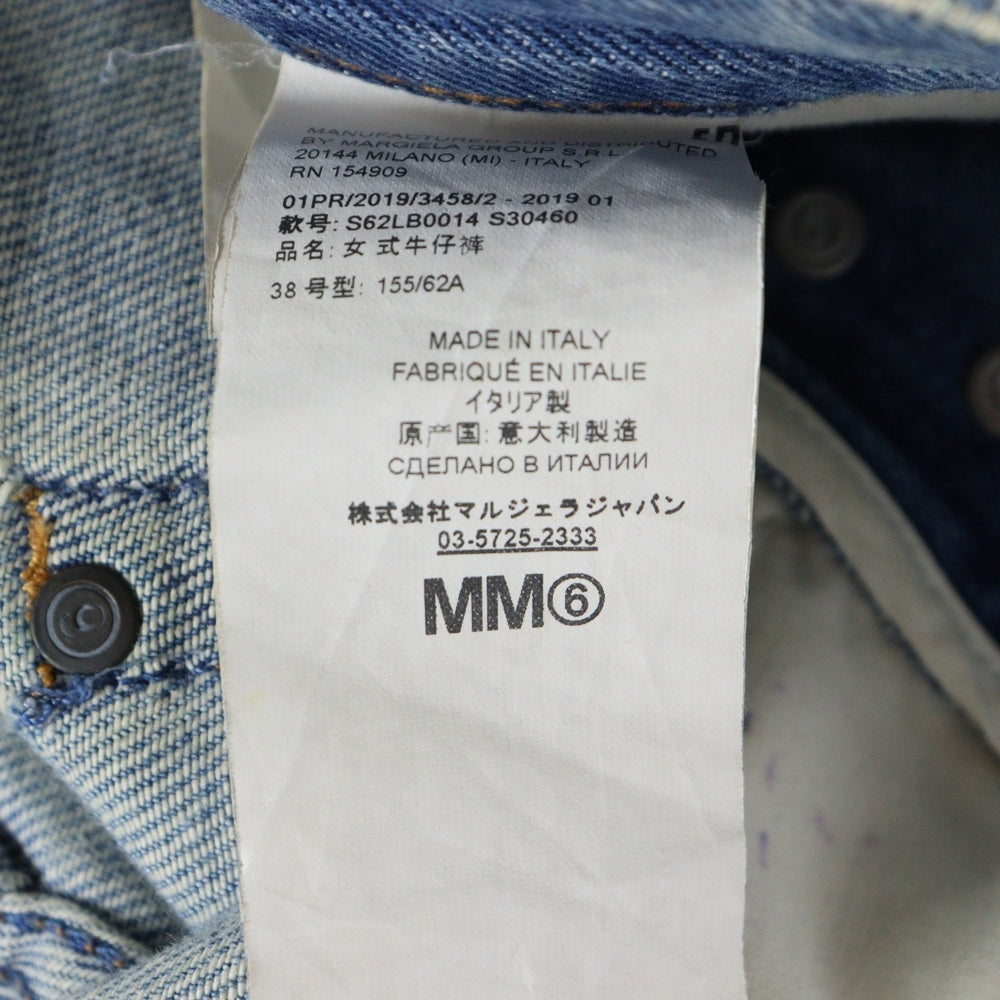 MANUFACTURED AND DISTRIBUTED
BY MARGIELA GROUP S.R.L
20144 MILANO (MI) - ITALY
RN 154909
01PR/2019/3458/2 - 2019 01
款号: S62LB0014 S30460
品名: 女式牛仔裤
38 号型: 155/62A
MADE IN ITALY
FABRIQUÉ EN ITALIE
イタリア製
原产国: 意大利製造
СДЕЛАНО В ИТАЛИИ
株式会社マルジェラジャパン
03-5725-2333
MM⑥